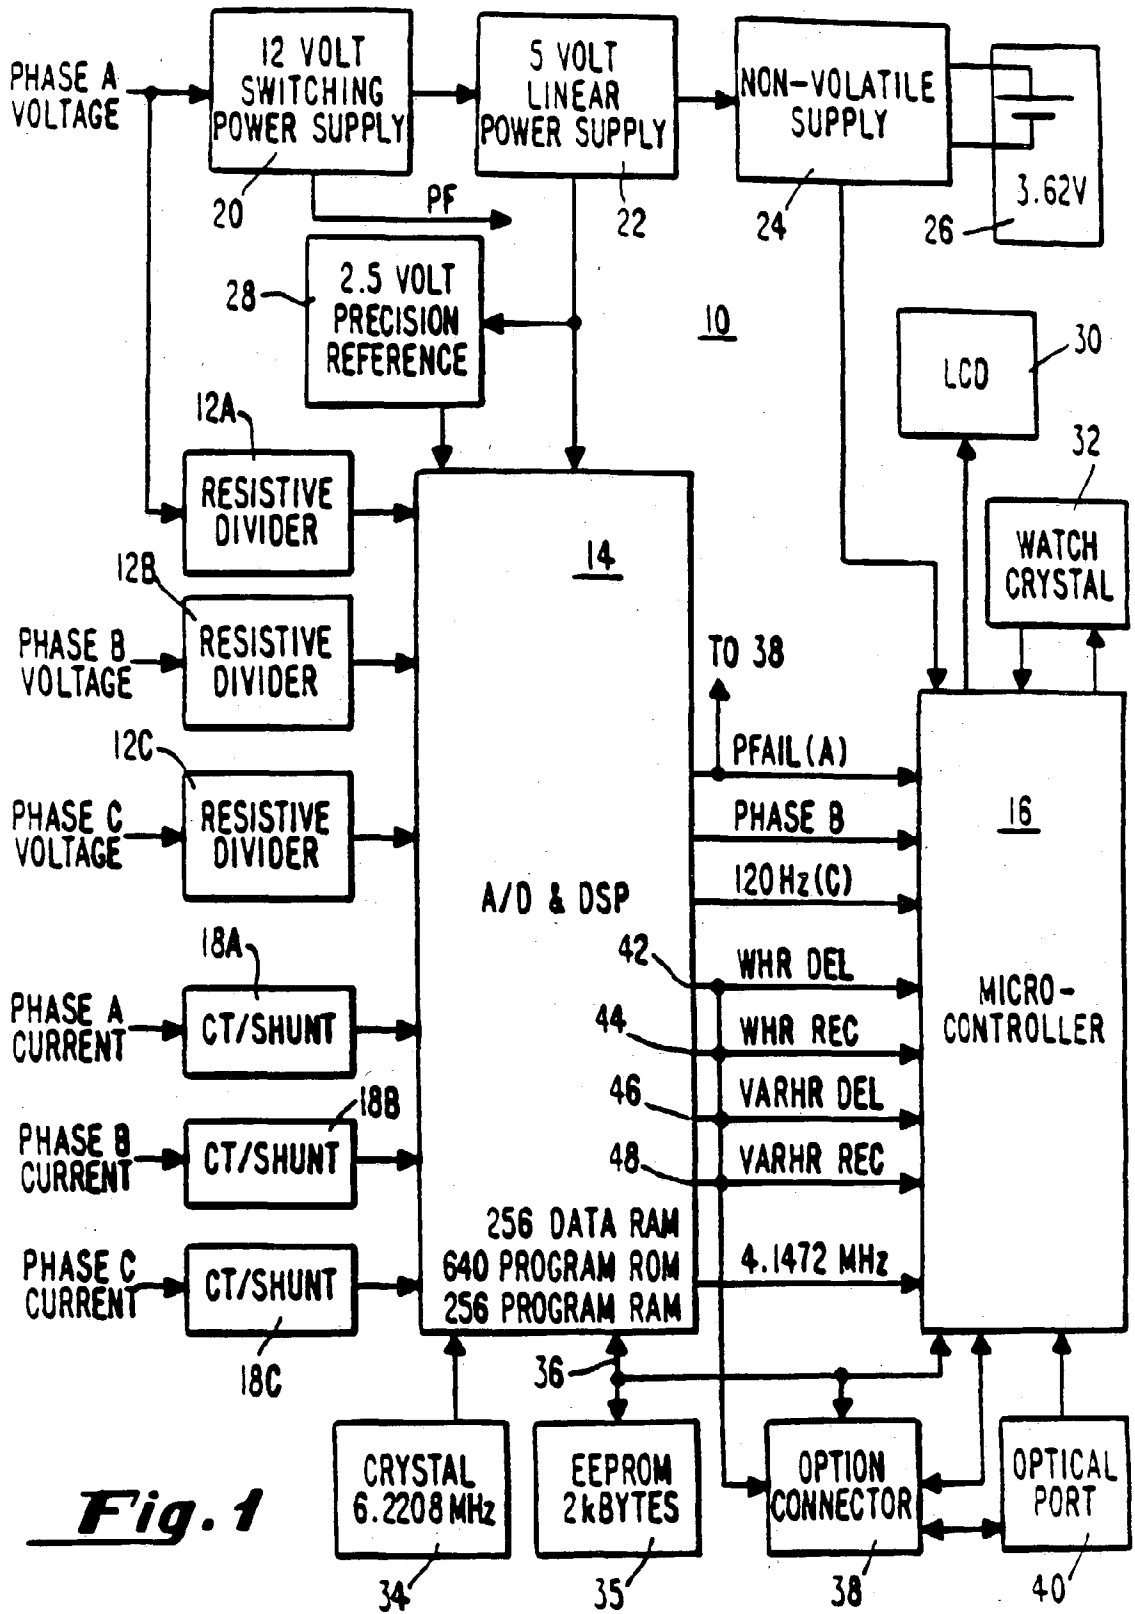 PHASE A
VOLTAGE
12 VOLT
SWITCHING
POWER SUPPLY
20
5 VOLT
LINEAR
POWER SUPPLY
22
NON-VOLATILE
SUPPLY
24
3.62V
26
PF
28
2.5 VOLT
PRECISION
REFERENCE
10
LCD
30
32
WATCH
CRYSTAL
12A
RESISTIVE
DIVIDER
12B
PHASE B
VOLTAGE
RESISTIVE
DIVIDER
12C
PHASE C
VOLTAGE
RESISTIVE
DIVIDER
14
A/D & DSP
TO 38
PFAIL(A)
PHASE B
120Hz(C)
42
WHR DEL
44
WHR REC
46
VARHR DEL
48
VARHR REC
4.1472 MHz
16
MICRO-
CONTROLLER
18A
PHASE A
CURRENT
CT/SHUNT
18B
PHASE B
CURRENT
CT/SHUNT
PHASE C
CURRENT
CT/SHUNT
18C
256 DATA RAM
640 PROGRAM ROM
256 PROGRAM RAM
36
CRYSTAL
6.2208MHz
34
EEPROM
2kBYTES
35
OPTION
CONNECTOR
38
OPTICAL
PORT
40
Fig. 1